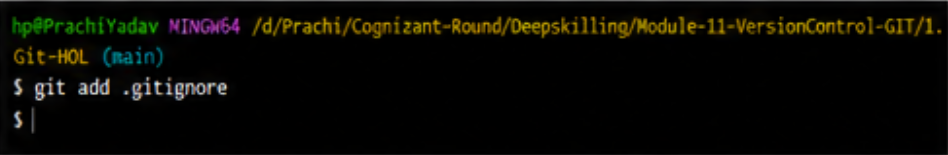 hp@PrachiYadav MINGW64 /d/Prachi/Cognizant-Round/Deepskilling/Module-11-VersionControl-GIT/1.
Git-HOL (main)
$ git add .gitignore
$